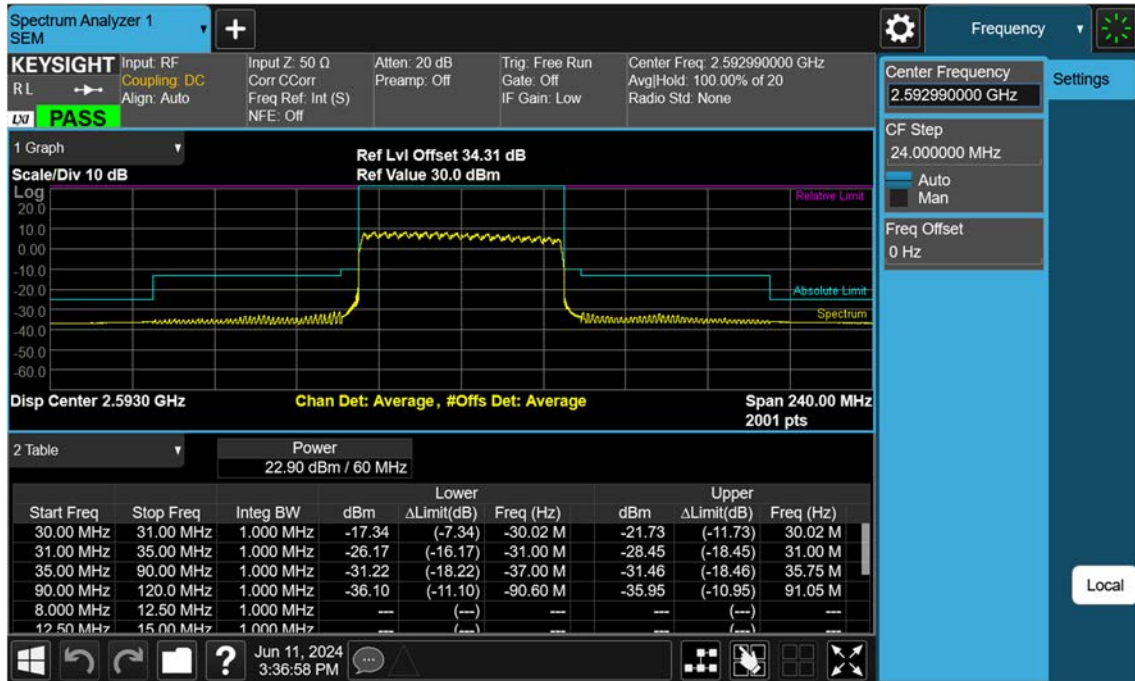 Spectrum Analyzer 1
SEM
Frequency
KEYSIGHT
RL
LXI
PASS
Input: RF
Coupling: DC
Align: Auto
Input Z: 50 Ω
Corr CCorr
Freq Ref: Int (S)
NFE: Off
Atten: 20 dB
Preamp: Off
Trig: Free Run
Gate: Off
IF Gain: Low
Center Freq: 2.592990000 GHz
Avg|Hold: 100.00% of 20
Radio Std: None
Center Frequency
2.592990000 GHz
Settings
CF Step
24.000000 MHz
Auto
Man
Freq Offset
0 Hz
Local
1 Graph
Scale/Div 10 dB
Ref Lvl Offset 34.31 dB
Ref Value 30.0 dBm
Log
20.0
10.0
0.00
-10.0
-20.0
-30.0
-40.0
-50.0
-60.0
Relative Limit
Absolute Limit
Spectrum
Disp Center 2.5930 GHz
Chan Det: Average, #Offs Det: Average
Span 240.00 MHz
2001 pts
2 Table
Power
22.90 dBm / 60 MHz
Lower Upper
Start Freq Stop Freq Integ BW dBm ΔLimit(dB) Freq (Hz) dBm ΔLimit(dB) Freq (Hz)
30.00 MHz 31.00 MHz 1.000 MHz -17.34 (-7.34) -30.02 M -21.73 (-11.73) 30.02 M
31.00 MHz 35.00 MHz 1.000 MHz -26.17 (-16.17) -31.00 M -28.45 (-18.45) 31.00 M
35.00 MHz 90.00 MHz 1.000 MHz -31.22 (-18.22) -37.00 M -31.46 (-18.46) 35.75 M
90.00 MHz 120.0 MHz 1.000 MHz -36.10 (-11.10) -90.60 M -35.95 (-10.95) 91.05 M
8.000 MHz 12.50 MHz 1.000 MHz --- (---) --- --- (---) ---
12.50 MHz 15.00 MHz 1.000 MHz --- (---) --- --- (---) ---
?
Jun 11, 2024
3:36:58 PM